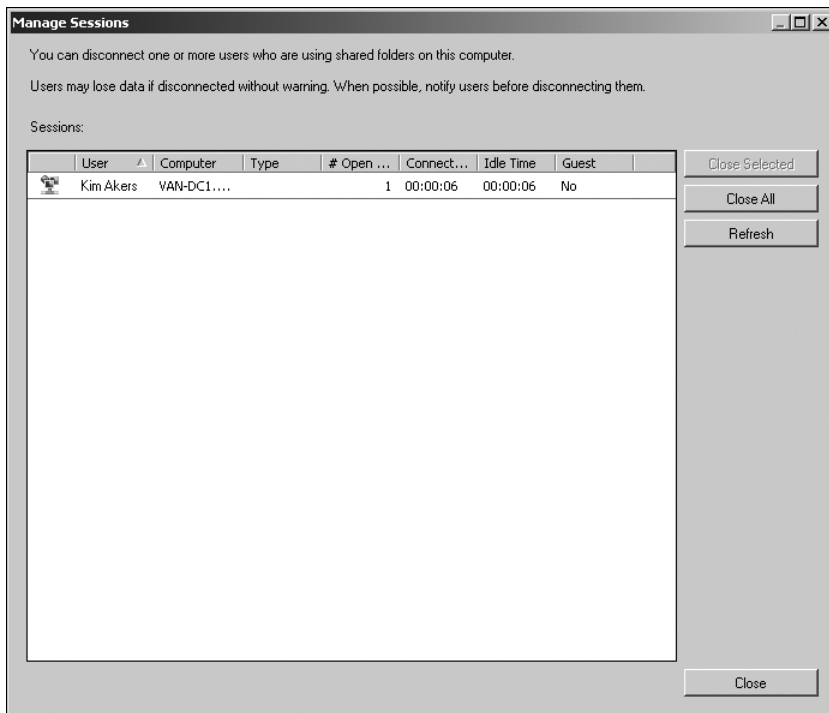 Manage Sessions
You can disconnect one or more users who are using shared folders on this computer.
Users may lose data if disconnected without warning. When possible, notify users before disconnecting them.
Sessions:
User Computer Type # Open ... Connect... Idle Time Guest
Kim Akers VAN-DC1.... 1 00:00:06 00:00:06 No
Close Selected
Close All
Refresh
Close